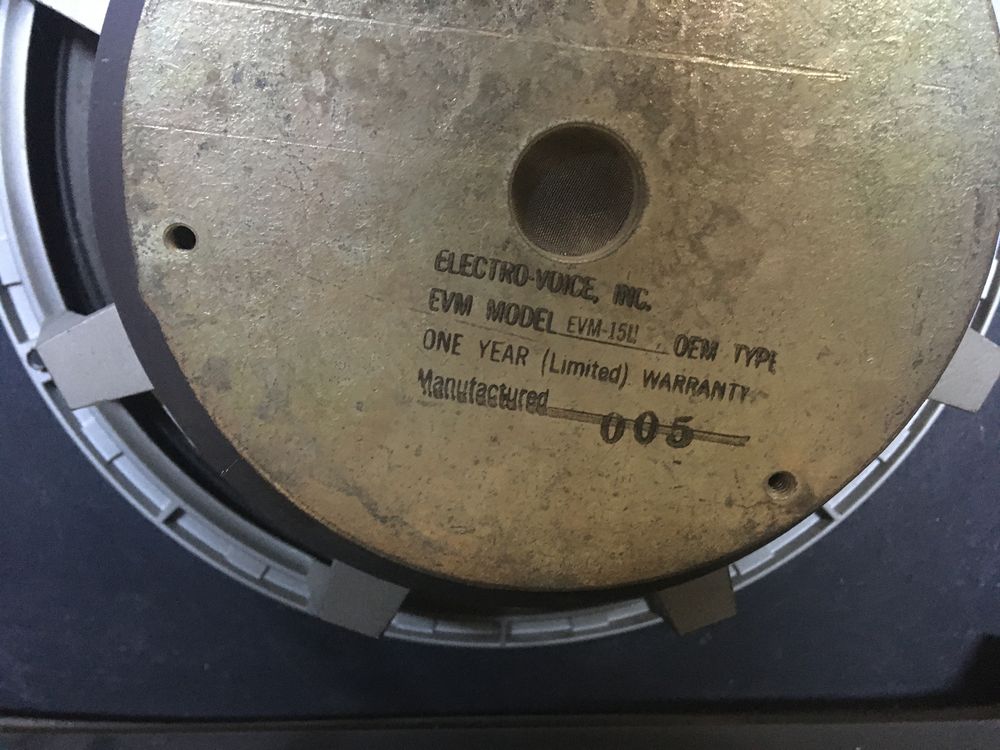 ELECTRO-VOICE, INC.
EVM MODEL EVM-15L OEM TYPE
ONE YEAR (Limited) WARRANTY
Manufactured 005